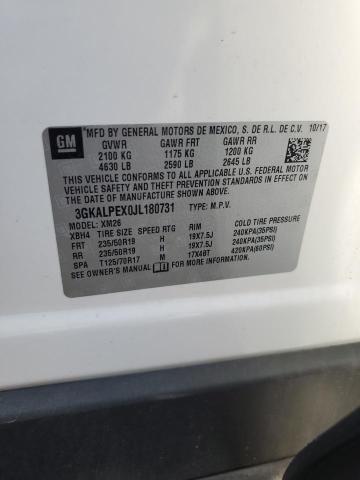 GM
*MFD BY GENERAL MOTORS DE MEXICO, S. DE R.L. DE C.V. 10/17
GVWR GAWR FRT GAWR RR
2100 KG 1175 KG 1200 KG
4630 LB 2590 LB 2645 LB
THIS VEHICLE CONFORMS TO ALL APPLICABLE U.S. FEDERAL MOTOR
VEHICLE SAFETY, BUMPER, AND THEFT PREVENTION STANDARDS IN
EFFECT ON THE DATE OF MANUFACTURE SHOWN ABOVE.
3GKALPEX0JL180731 TYPE: M.P.V.
MODEL: XM26
XBH4 TIRE SIZE SPEED RTG RIM COLD TIRE PRESSURE
FRT 235/50R19 H 19X7.5J 240KPA(35PSI)
RR 235/50R19 H 19X7.5J 240KPA(35PSI)
SPA T125/70R17 M 17X4BT 420KPA(60PSI)
SEE OWNER'S MANUAL FOR MORE INFORMATION.